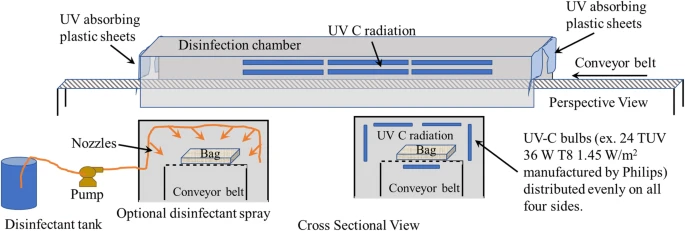 UV absorbing
plastic sheets
Disinfection chamber
UV C radiation
UV absorbing
plastic sheets
Conveyor belt
Perspective View
Nozzles
Bag
Conveyor belt
Pump
Disinfectant tank
Optional disinfectant spray
UV C radiation
Bag
Conveyor belt
Cross Sectional View
UV-C bulbs (ex. 24 TUV
36 W T8 1.45 W/m²
manufactured by Philips)
distributed evenly on all
four sides.